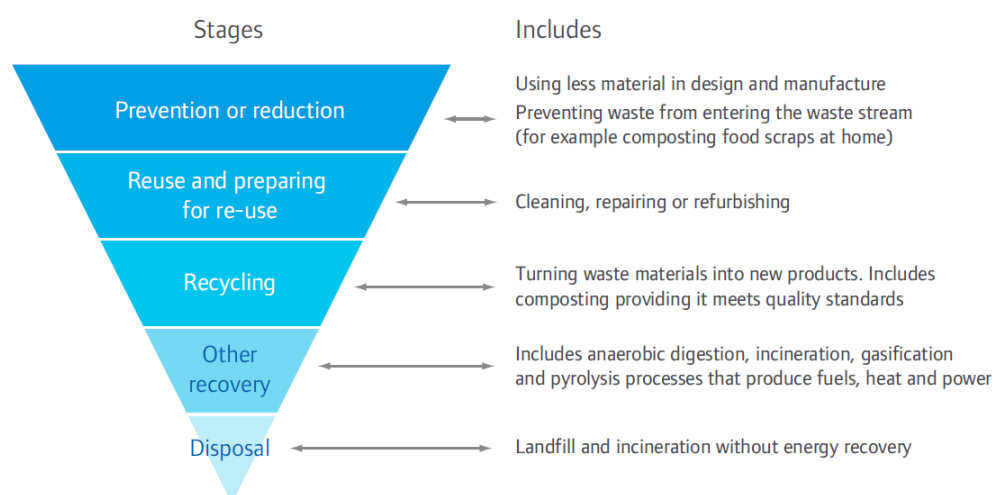 Stages
Includes
Prevention or reduction
Using less material in design and manufacture
Preventing waste from entering the waste stream
(for example composting food scraps at home)
Reuse and preparing
for re-use
Cleaning, repairing or refurbishing
Recycling
Turning waste materials into new products. Includes
composting providing it meets quality standards
Other
recovery
Includes anaerobic digestion, incineration, gasification
and pyrolysis processes that produce fuels, heat and power
Disposal
Landfill and incineration without energy recovery